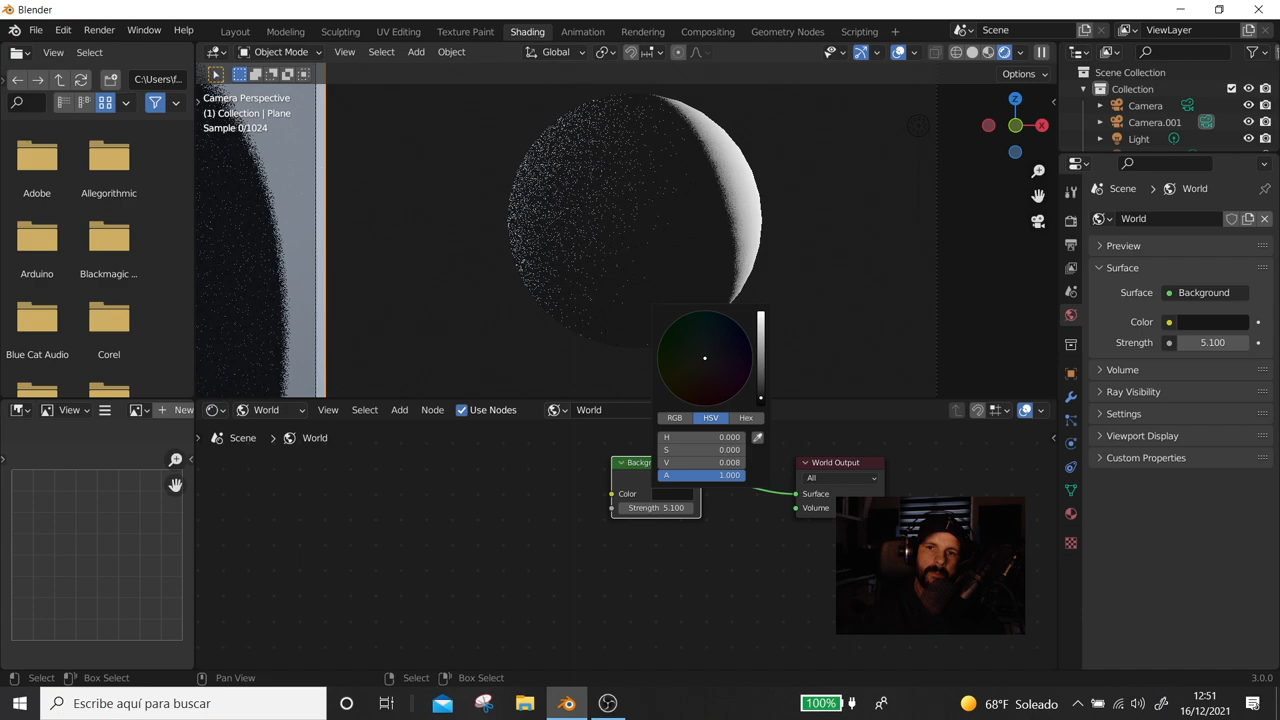 Blender
File Edit Render Window Help
Layout Modeling Sculpting UV Editing Texture Paint Shading Animation Rendering Compositing Geometry Nodes Scripting +
Scene
ViewLayer
View Select
Object Mode
View Select Add Object
Global
C:\Users\f...
Options
Camera Perspective
(1) Collection | Plane
Sample 0/1024
Z
X
Scene Collection
Collection
Camera
Camera.001
Light
Adobe
Allegorithmic
Arduino
Blackmagic ...
Blue Cat Audio
Corel
Scene > World
World
Preview
Surface
Surface Background
Color
Strength 5.100
Volume
Ray Visibility
Settings
Viewport Display
Custom Properties
View
New
World
View Select Add Node
Use Nodes
World
Scene > World
RGB HSV Hex
H 0.000
S 0.000
V 0.008
A 1.000
Backgr
Color
Strength 5.100
World Output
All
Surface
Volume
Select
Box Select
Pan View
Select
Box Select
3.0.0
Escribe aquí para buscar
100%
68°F Soleado
12:51
16/12/2021